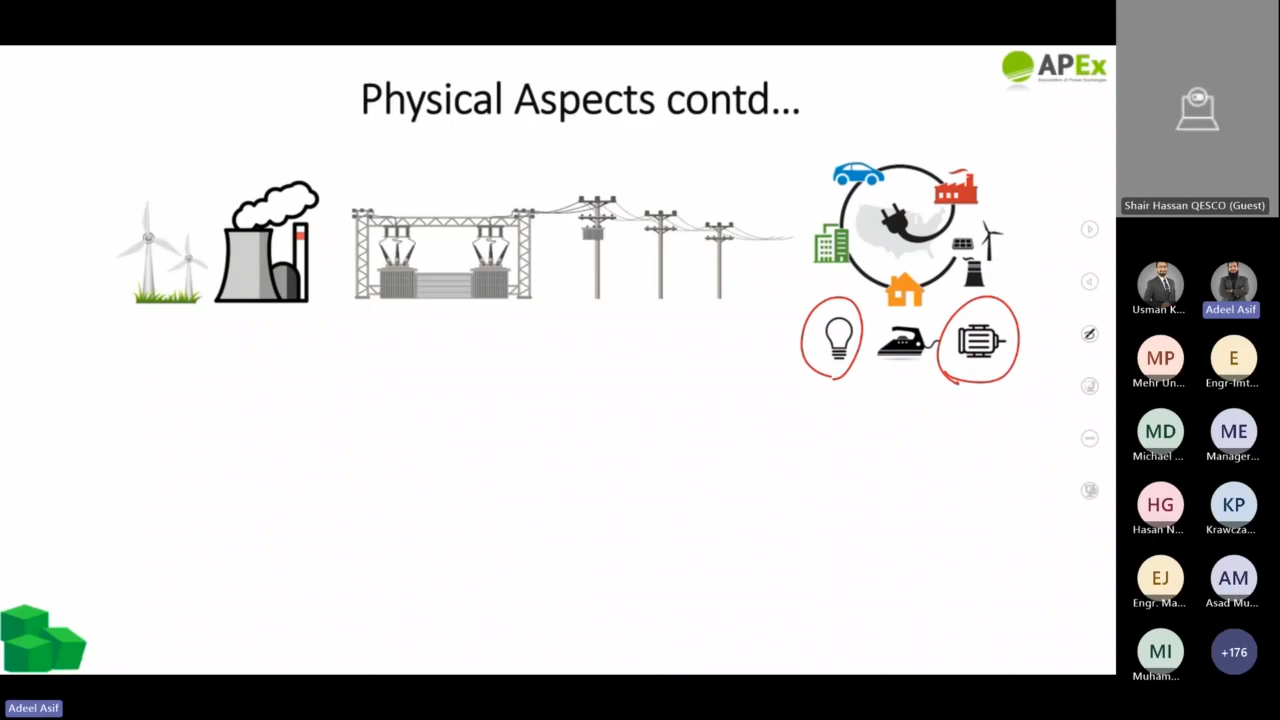 APEx
Association of Power Technologies
Physical Aspects contd...
Shair Hassan QESCO (Guest)
Usman K...
Adeel Asif
MP
E
Mehr Un...
Engr-Imt...
MD
ME
Michael ...
Manager...
HG
KP
Hasan N...
Krawcza...
EJ
AM
Engr. Ma...
Asad Mu...
MI
+176
Muham...
Adeel Asif